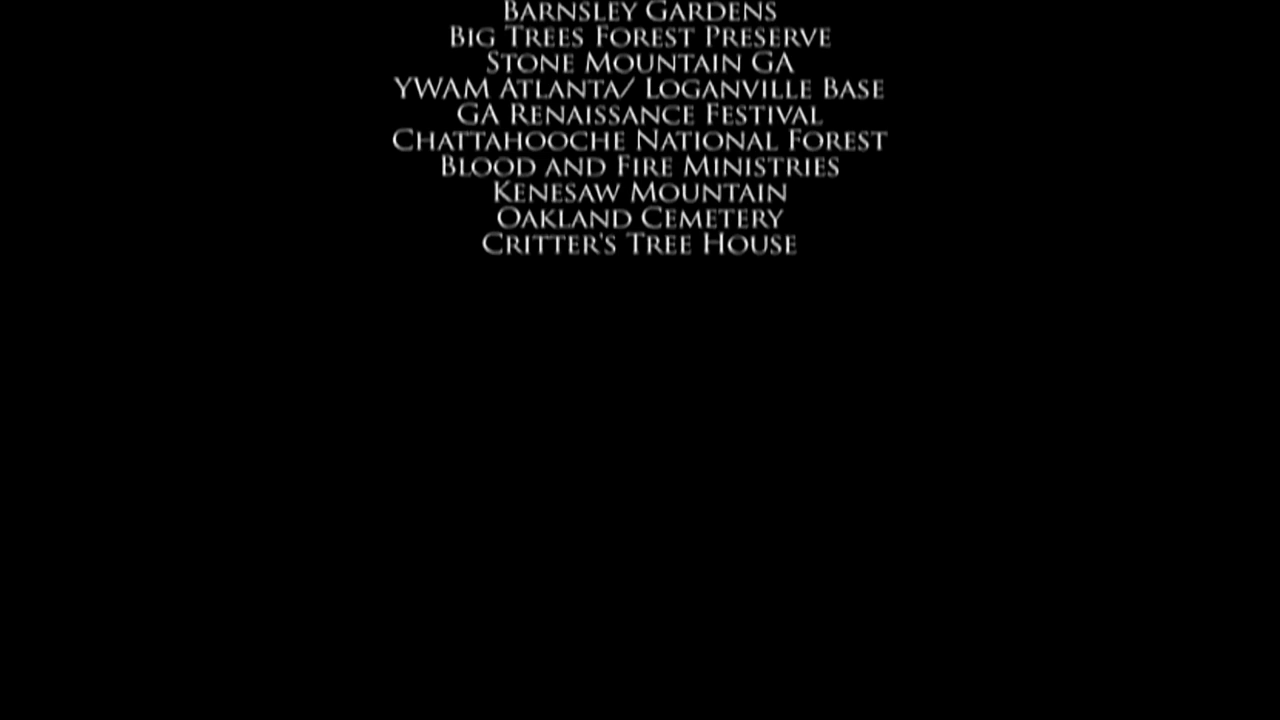 Barnsley Gardens
Big Trees Forest Preserve
Stone Mountain GA
YWAM Atlanta/ Loganville Base
GA Renaissance Festival
Chattahooche National Forest
Blood and Fire Ministries
Kenesaw Mountain
Oakland Cemetery
Critter's Tree House